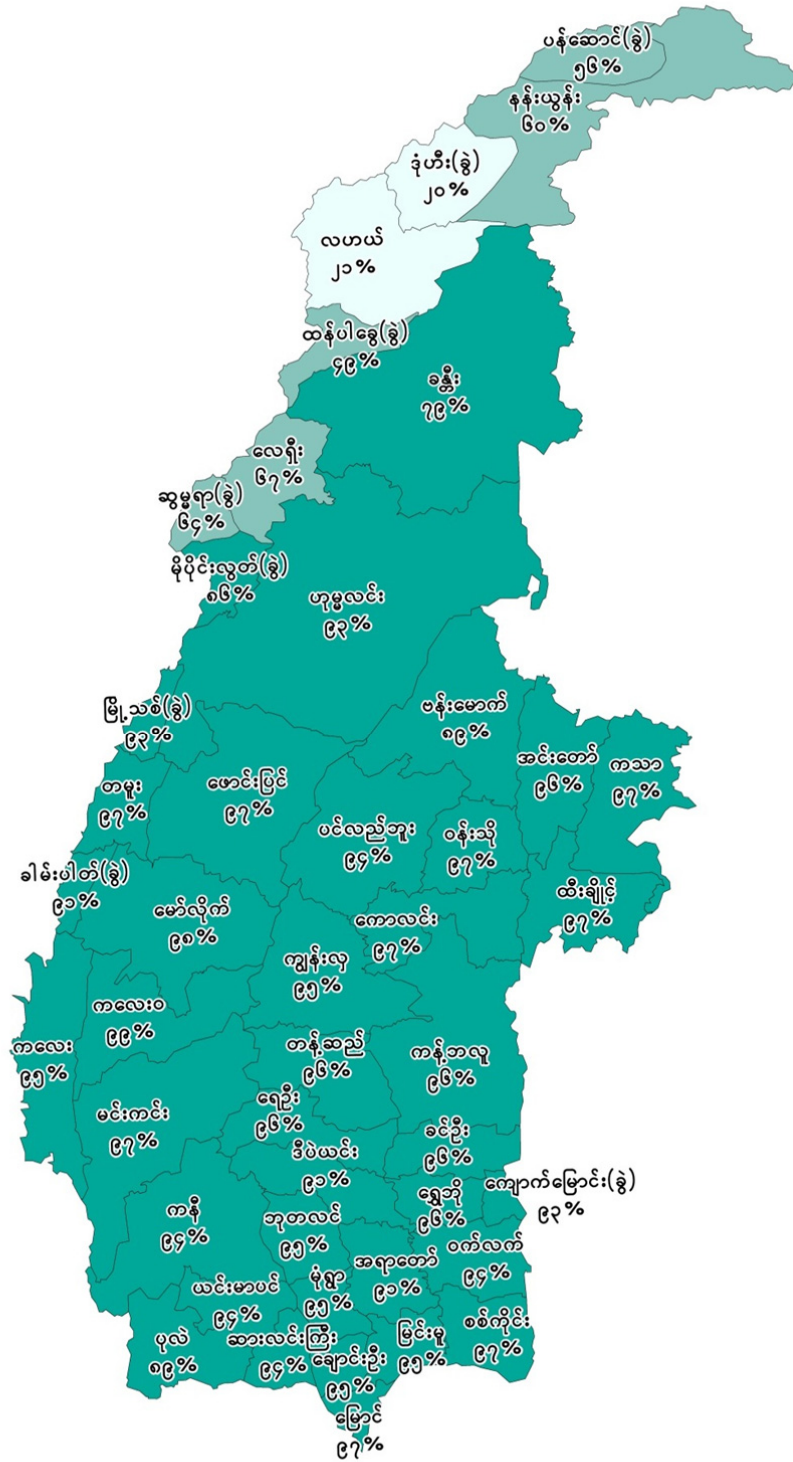 ပန်ဆောင်(ခွဲ)
၅၆%
နန်းယွန်း
၆၀%
ဒုံဟီး(ခွဲ)
၂၀%
လဟယ်
၂၁%
ထန်ပါခွေ(ခွဲ)
၄၉%
ခန္တီး
၇၉%
လေရှီး
၆၇%
ဆွမ္မရာ(ခွဲ)
၆၄%
မိုပိုင်းလွတ်(ခွဲ)
၈၆%
ဟုမ္မလင်း
၉၃%
မြို့သစ်(ခွဲ)
၉၃%
ဗန်းမောက်
၈၉%
အင်းတော်
၉၆%
ကသာ
၉၇%
တမူး
၉၇%
ဖောင်းပြင်
၉၇%
ပင်လည်ဘူး
၉၄%
ဝန်းသို
၉၇%
ခါမ်းပါတ်(ခွဲ)
၉၁%
မော်လိုက်
၉၈%
ထီးချိုင့်
၉၇%
ကောလင်း
၉၇%
ကျွန်းလှ
၉၅%
ကလေးဝ
၉၉%
ကလေး
၉၅%
တန့်ဆည်
၉၆%
ကန့်ဘလူ
၉၆%
မင်းကင်း
၉၇%
ရေဦး
၉၆%
ခင်ဦး
၉၆%
ဒီပဲယင်း
၉၁%
ကျောက်မြောင်း(ခွဲ)
၉၃%
ရွှေဘို
၉၆%
ကနီ
၉၄%
ဘုတလင်
၉၅%
အရာတော်
၉၁%
ဝက်လက်
၉၄%
မုံရွာ
၉၅%
ယင်းမာပင်
၉၄%
စစ်ကိုင်း
၉၇%
ပုလဲ
၈၉%
ဆားလင်းကြီး
၉၄%
မြင်းမူ
၉၅%
ချောင်းဦး
၉၅%
မြောင်
၉၇%